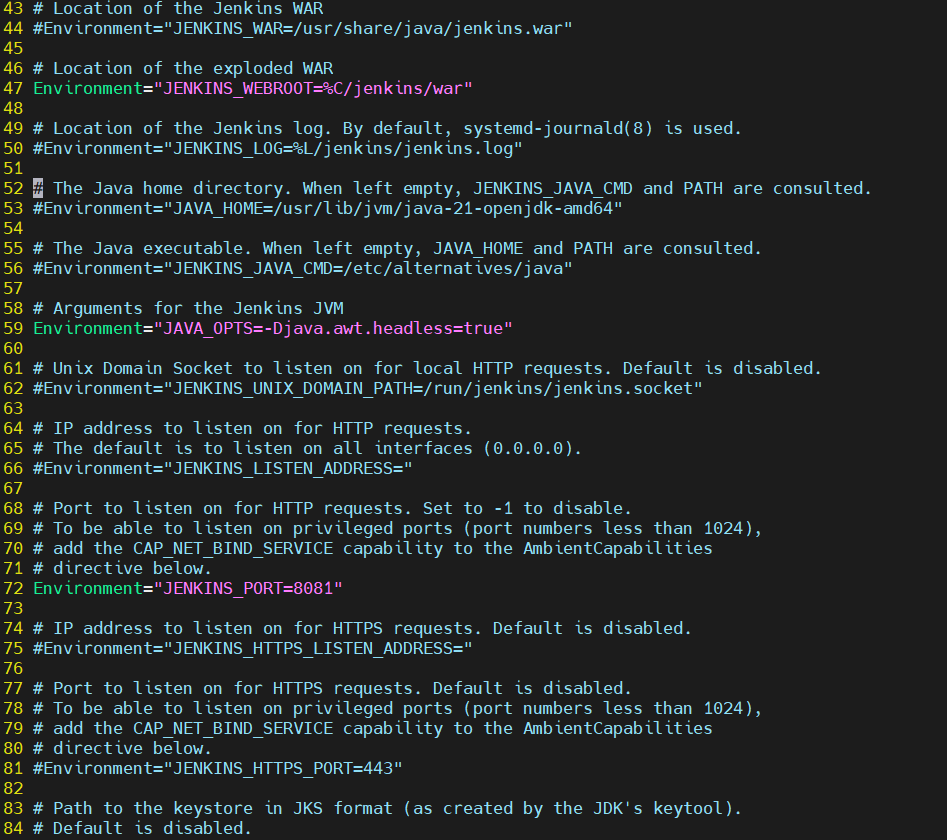 43 # Location of the Jenkins WAR
44 #Environment="JENKINS_WAR=/usr/share/java/jenkins.war"
45
46 # Location of the exploded WAR
47 Environment="JENKINS_WEBROOT=%C/jenkins/war"
48
49 # Location of the Jenkins log. By default, systemd-journald(8) is used.
50 #Environment="JENKINS_LOG=%L/jenkins/jenkins.log"
51
52 # The Java home directory. When left empty, JENKINS_JAVA_CMD and PATH are consulted.
53 #Environment="JAVA_HOME=/usr/lib/jvm/java-21-openjdk-amd64"
54
55 # The Java executable. When left empty, JAVA_HOME and PATH are consulted.
56 #Environment="JENKINS_JAVA_CMD=/etc/alternatives/java"
57
58 # Arguments for the Jenkins JVM
59 Environment="JAVA_OPTS=-Djava.awt.headless=true"
60
61 # Unix Domain Socket to listen on for local HTTP requests. Default is disabled.
62 #Environment="JENKINS_UNIX_DOMAIN_PATH=/run/jenkins/jenkins.socket"
63
64 # IP address to listen on for HTTP requests.
65 # The default is to listen on all interfaces (0.0.0.0).
66 #Environment="JENKINS_LISTEN_ADDRESS="
67
68 # Port to listen on for HTTP requests. Set to -1 to disable.
69 # To be able to listen on privileged ports (port numbers less than 1024),
70 # add the CAP_NET_BIND_SERVICE capability to the AmbientCapabilities
71 # directive below.
72 Environment="JENKINS_PORT=8081"
73
74 # IP address to listen on for HTTPS requests. Default is disabled.
75 #Environment="JENKINS_HTTPS_LISTEN_ADDRESS="
76
77 # Port to listen on for HTTPS requests. Default is disabled.
78 # To be able to listen on privileged ports (port numbers less than 1024),
79 # add the CAP_NET_BIND_SERVICE capability to the AmbientCapabilities
80 # directive below.
81 #Environment="JENKINS_HTTPS_PORT=443"
82
83 # Path to the keystore in JKS format (as created by the JDK's keytool).
84 # Default is disabled.